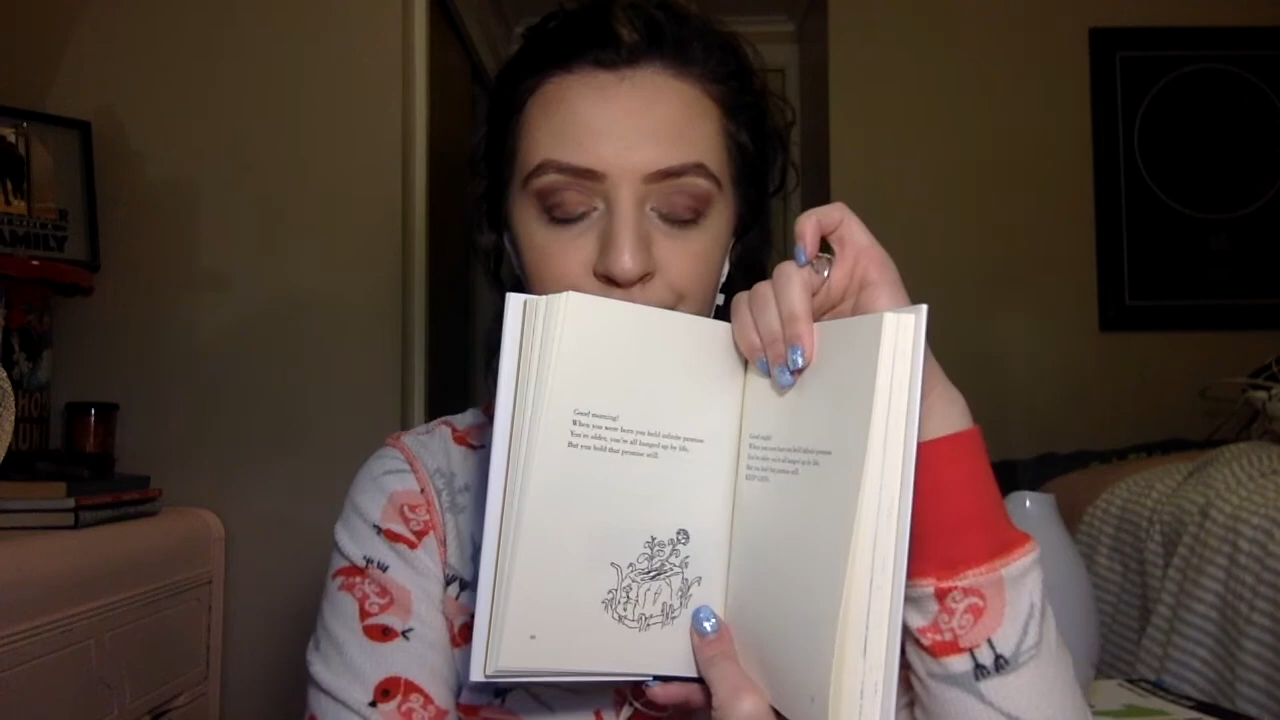 Good morning!
When you were born you held infinite promise
You're older, you're all banged up by life,
But you hold that promise still.
Good night!
When you were born you held infinite promise
You're older you're all banged up by life,
But you hold that promise still.
KEEP GOING.
FAMILY